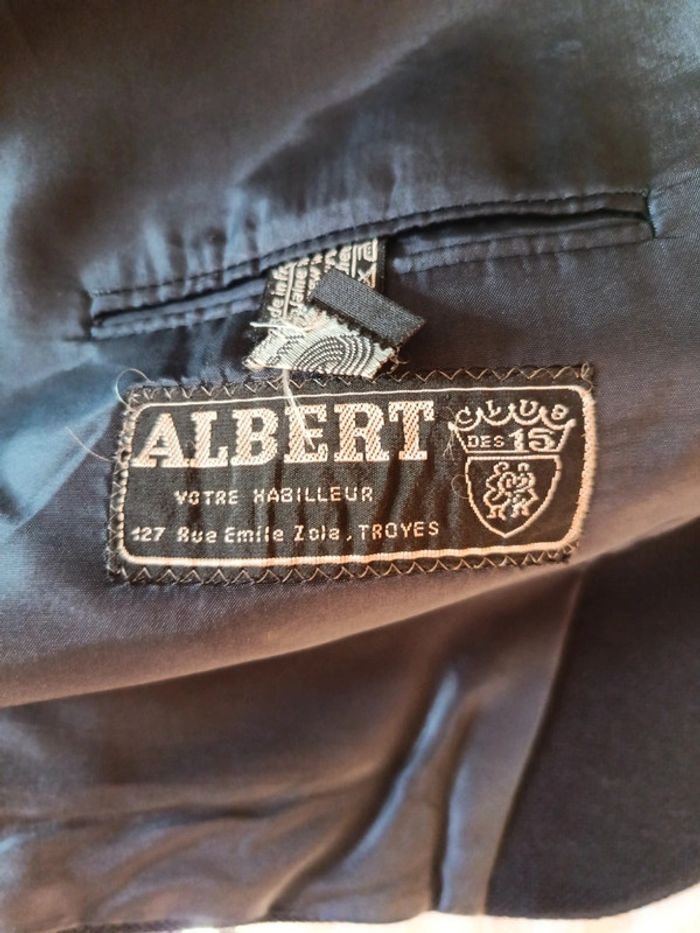 ALBERT
CLUB
DES 15
VOTRE HABILLEUR
127 Rue Emile Zola, TROYES